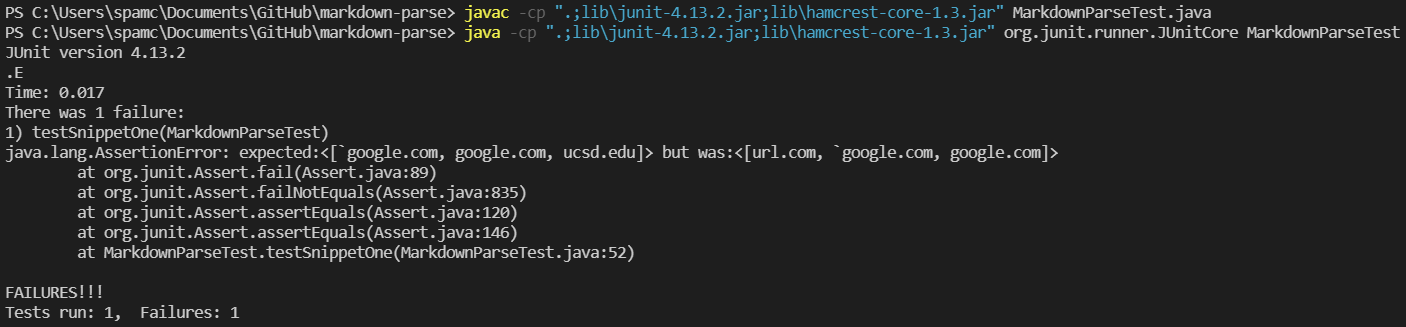 PS C:\Users\spamc\Documents\GitHub\markdown-parse> javac -cp ".;lib\junit-4.13.2.jar;lib\hamcrest-core-1.3.jar" MarkdownParseTest.java
PS C:\Users\spamc\Documents\GitHub\markdown-parse> java -cp ".;lib\junit-4.13.2.jar;lib\hamcrest-core-1.3.jar" org.junit.runner.JUnitCore MarkdownParseTest
JUnit version 4.13.2
.E
Time: 0.017
There was 1 failure:
1) testSnippetOne(MarkdownParseTest)
java.lang.AssertionError: expected:<[`google.com, google.com, ucsd.edu]> but was:<[url.com, `google.com, google.com]>
        at org.junit.Assert.fail(Assert.java:89)
        at org.junit.Assert.failNotEquals(Assert.java:835)
        at org.junit.Assert.assertEquals(Assert.java:120)
        at org.junit.Assert.assertEquals(Assert.java:146)
        at MarkdownParseTest.testSnippetOne(MarkdownParseTest.java:52)
FAILURES!!!
Tests run: 1,  Failures: 1